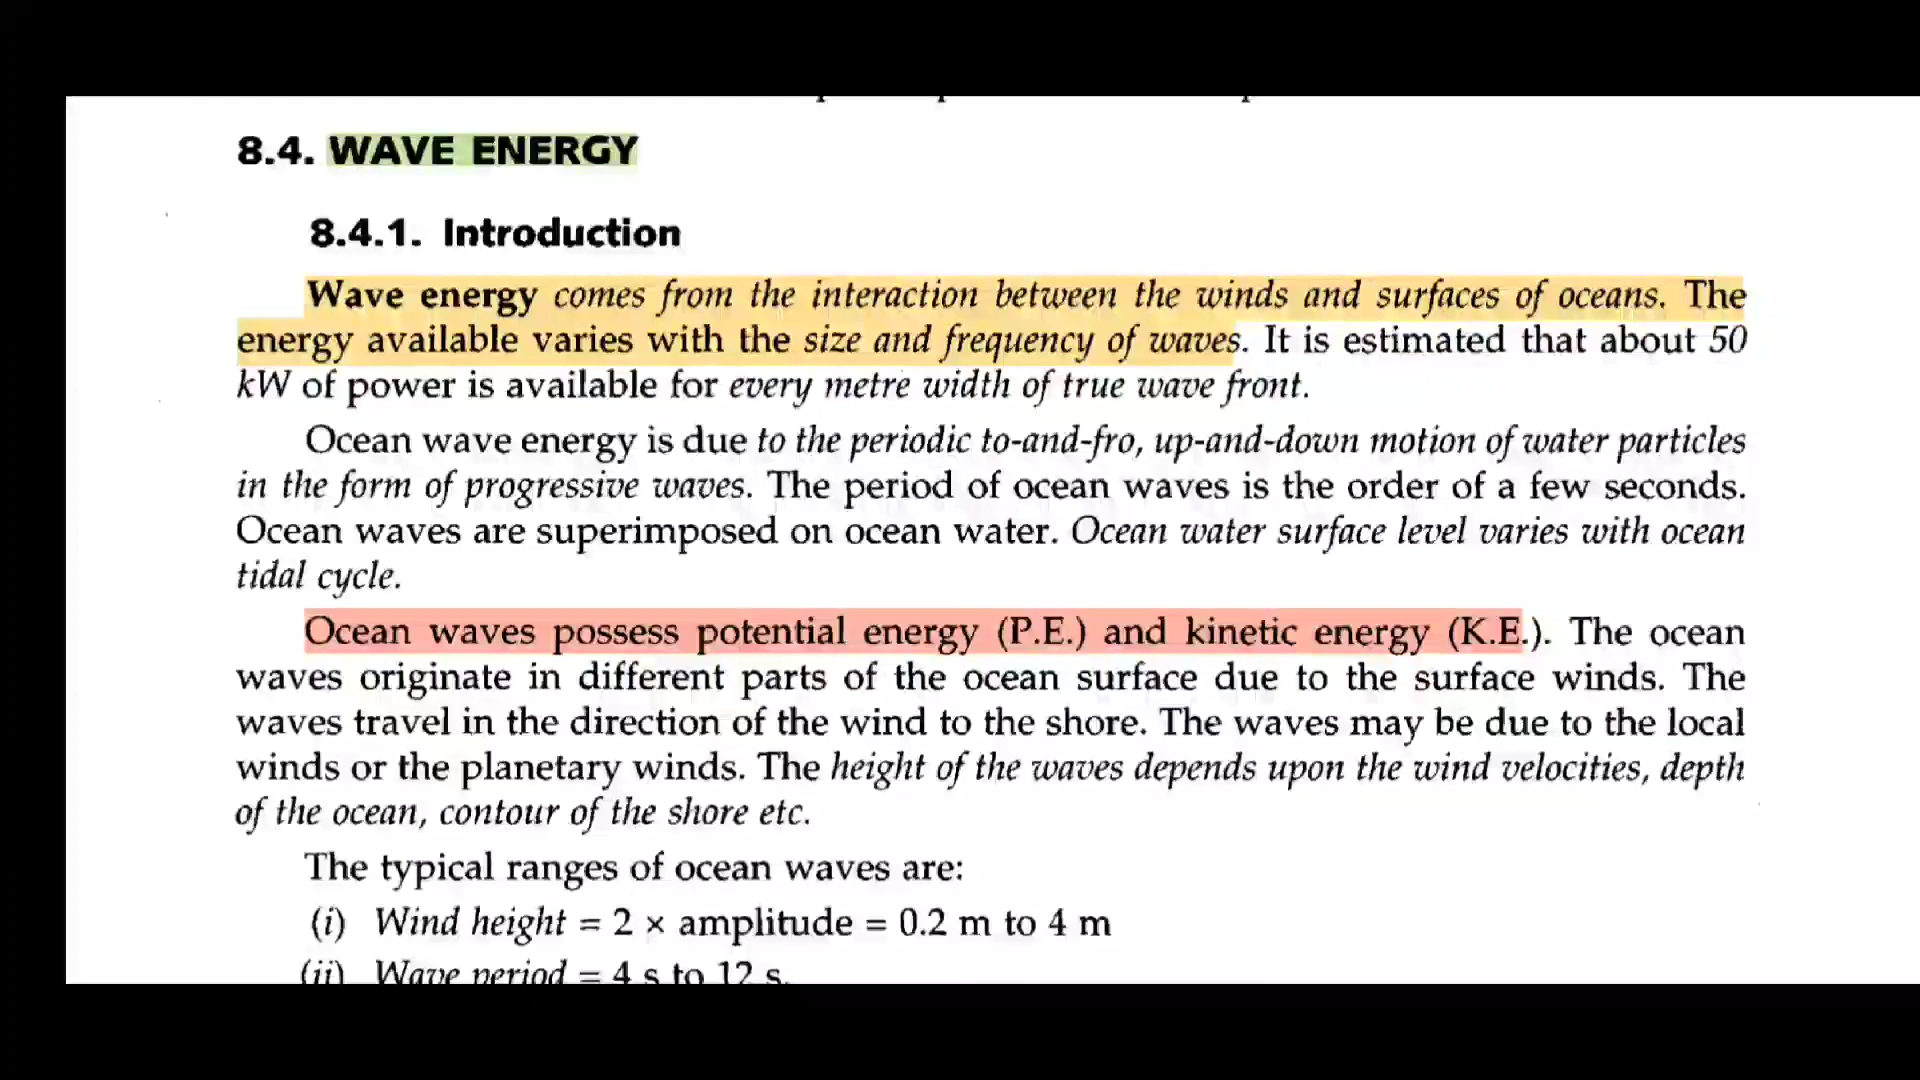 8.4. WAVE ENERGY
8.4.1. Introduction
Wave energy comes from the interaction between the winds and surfaces of oceans. The
energy available varies with the size and frequency of waves. It is estimated that about 50
kW of power is available for every metre width of true wave front.
Ocean wave energy is due to the periodic to-and-fro, up-and-down motion of water particles
in the form of progressive waves. The period of ocean waves is the order of a few seconds.
Ocean waves are superimposed on ocean water. Ocean water surface level varies with ocean
tidal cycle.
Ocean waves possess potential energy (P.E.) and kinetic energy (K.E.). The ocean
waves originate in different parts of the ocean surface due to the surface winds. The
waves travel in the direction of the wind to the shore. The waves may be due to the local
winds or the planetary winds. The height of the waves depends upon the wind velocities, depth
of the ocean, contour of the shore etc.
The typical ranges of ocean waves are:
(i) Wind height = 2 × amplitude = 0.2 m to 4 m
(ii) Wave period = 4 s to 12 s.